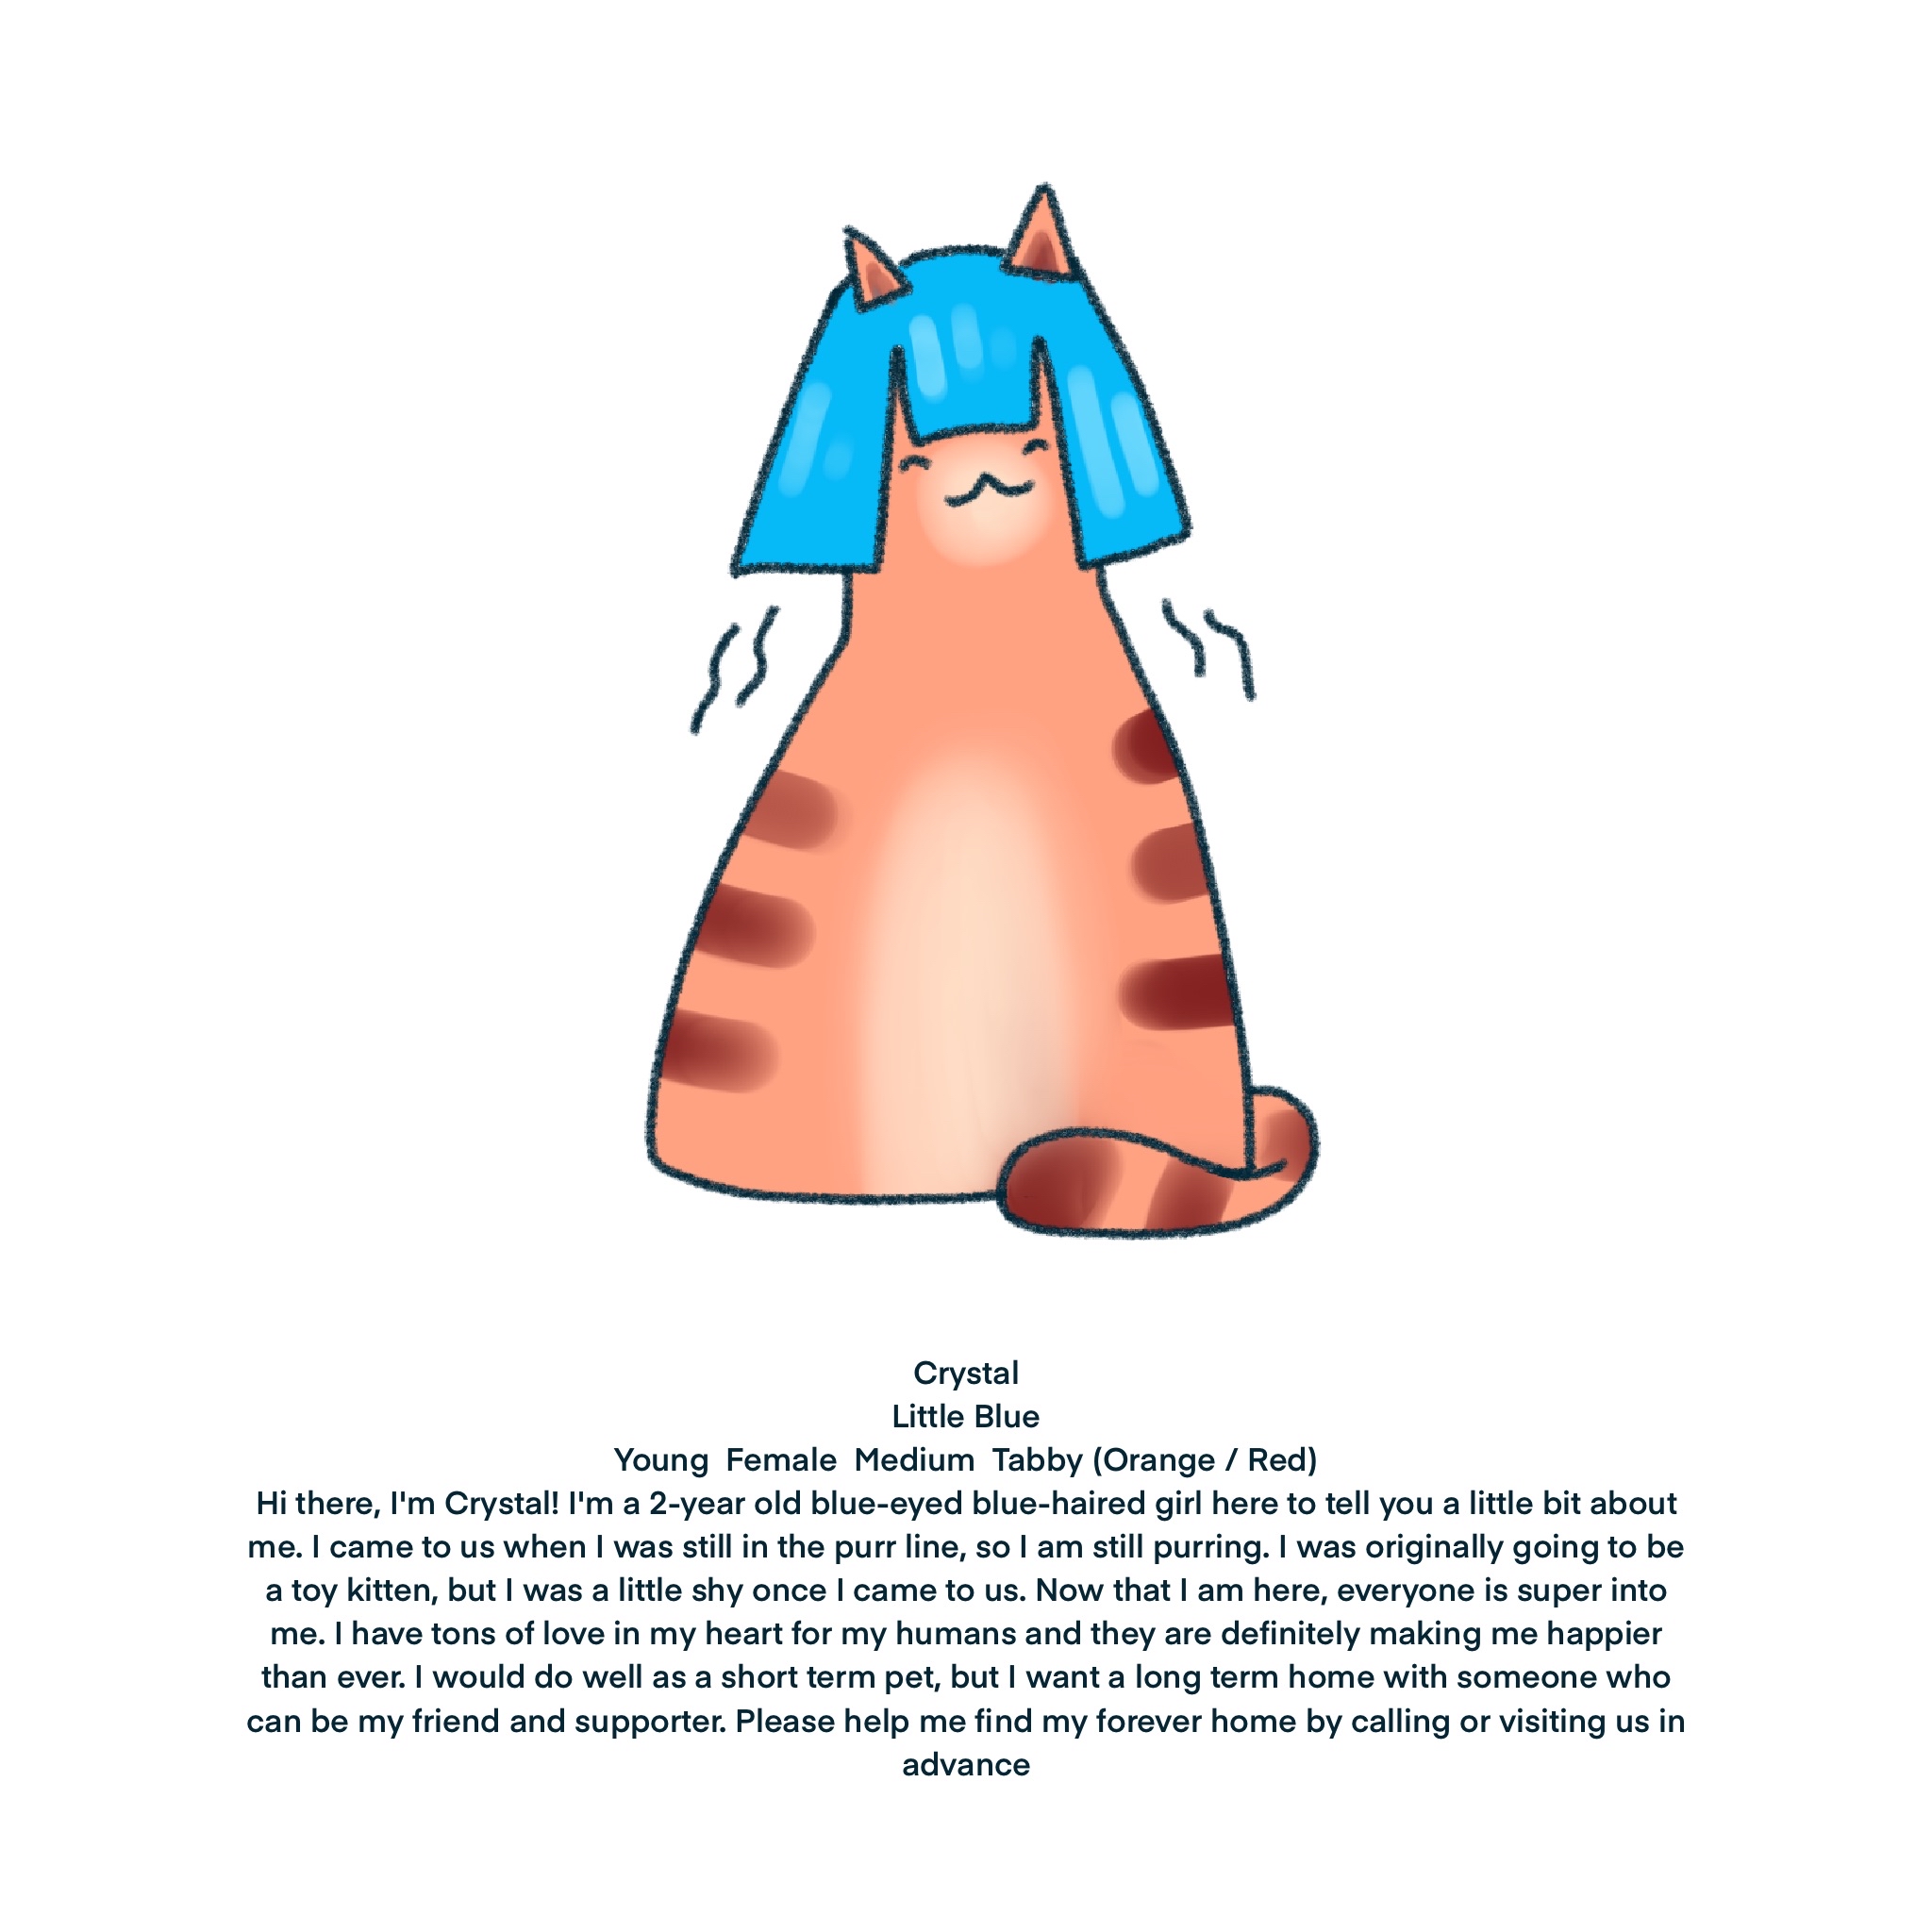 Crystal
Little Blue
Young  Female  Medium  Tabby (Orange / Red)
Hi there, I'm Crystal! I'm a 2-year old blue-eyed blue-haired girl here to tell you a little bit about
me. I came to us when I was still in the purr line, so I am still purring. I was originally going to be
a toy kitten, but I was a little shy once I came to us. Now that I am here, everyone is super into
me. I have tons of love in my heart for my humans and they are definitely making me happier
than ever. I would do well as a short term pet, but I want a long term home with someone who
can be my friend and supporter. Please help me find my forever home by calling or visiting us in
advance